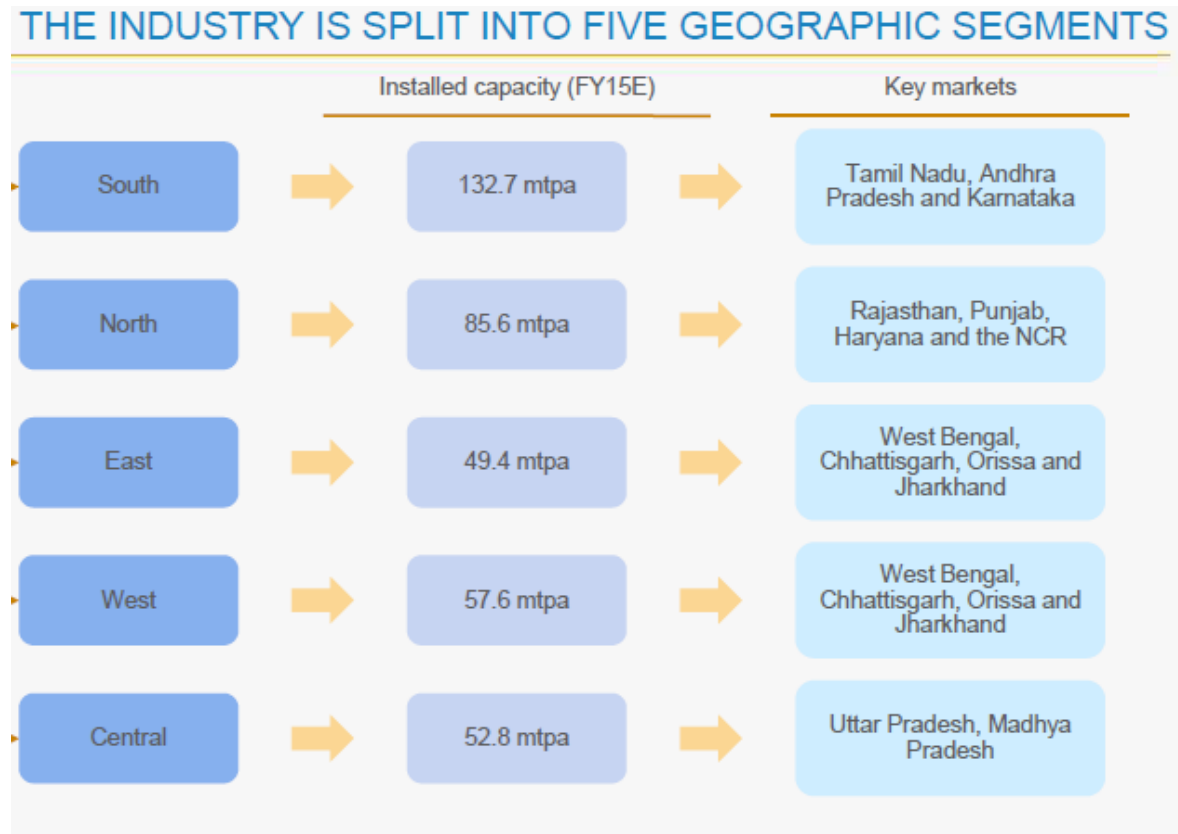 THE INDUSTRY IS SPLIT INTO FIVE GEOGRAPHIC SEGMENTS
Installed capacity (FY15E)
Key markets
South
132.7 mtpa
Tamil Nadu, Andhra
Pradesh and Karnataka
North
85.6 mtpa
Rajasthan, Punjab,
Haryana and the NCR
East
49.4 mtpa
West Bengal,
Chhattisgarh, Orissa and
Jharkhand
West
57.6 mtpa
West Bengal,
Chhattisgarh, Orissa and
Jharkhand
Central
52.8 mtpa
Uttar Pradesh, Madhya
Pradesh